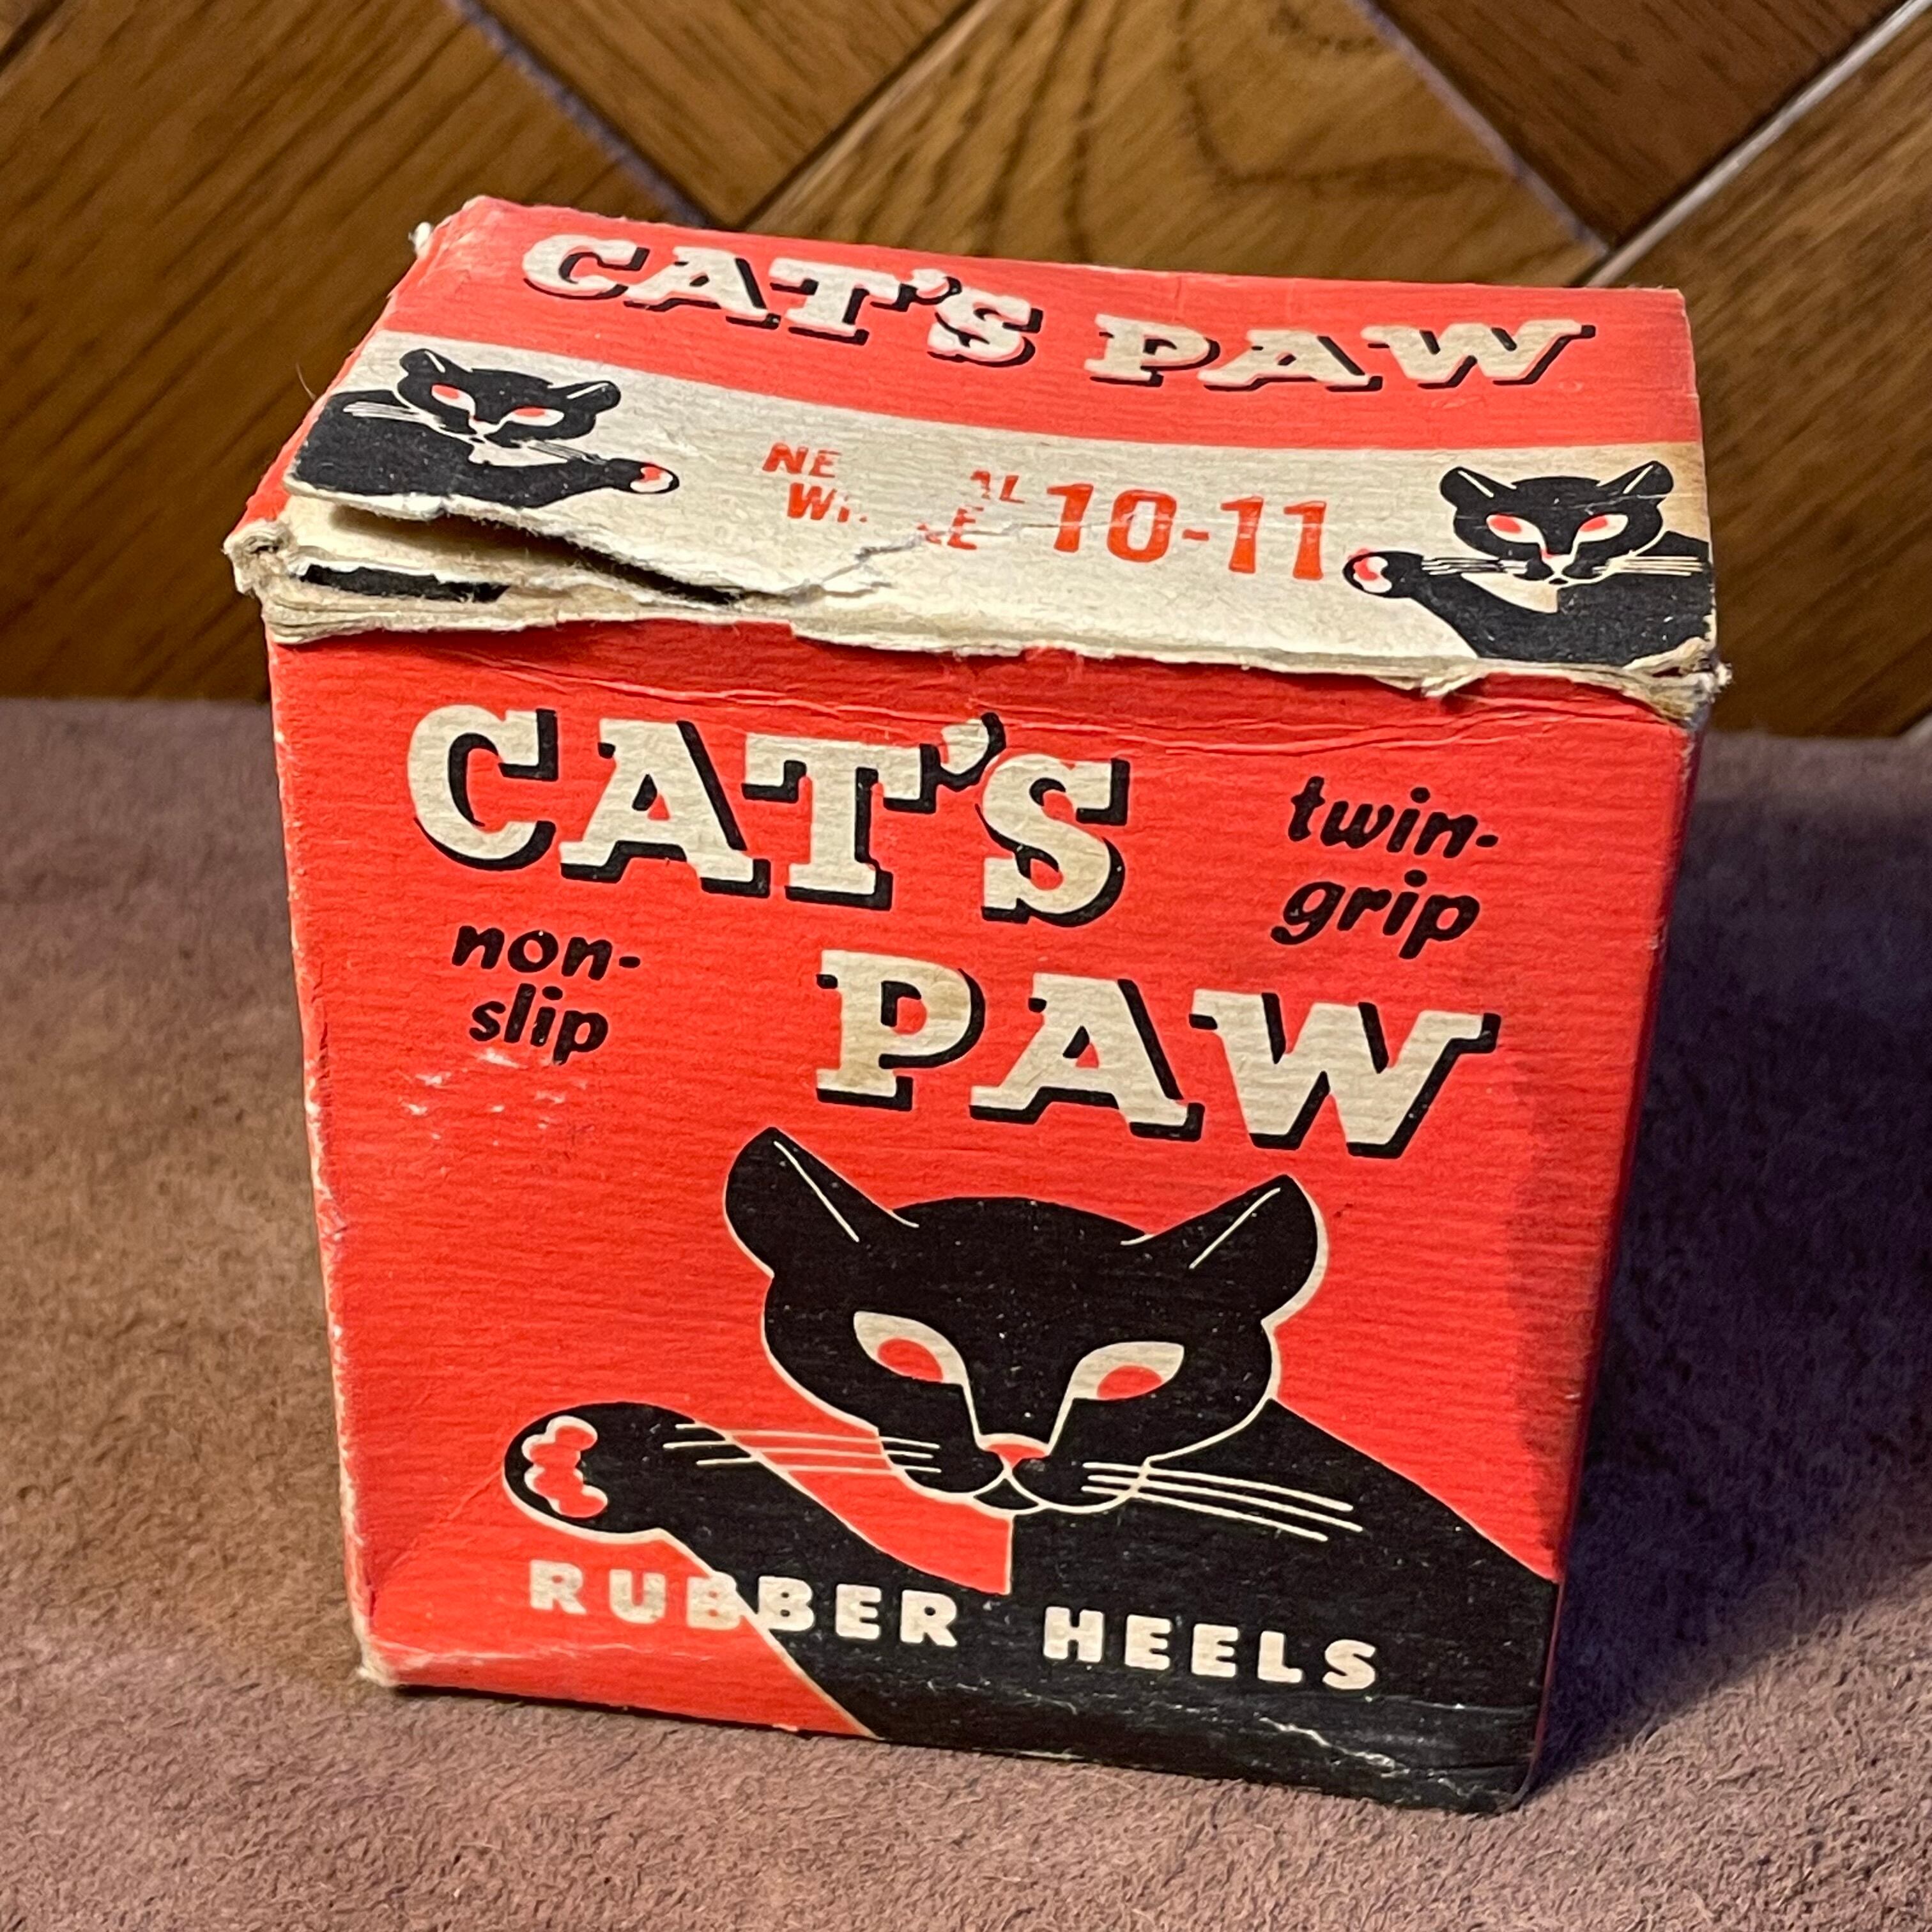 CAT'S PAW
10-11
CAT'S
twin-
grip
non-
slip
PAW
RUBBER HEELS